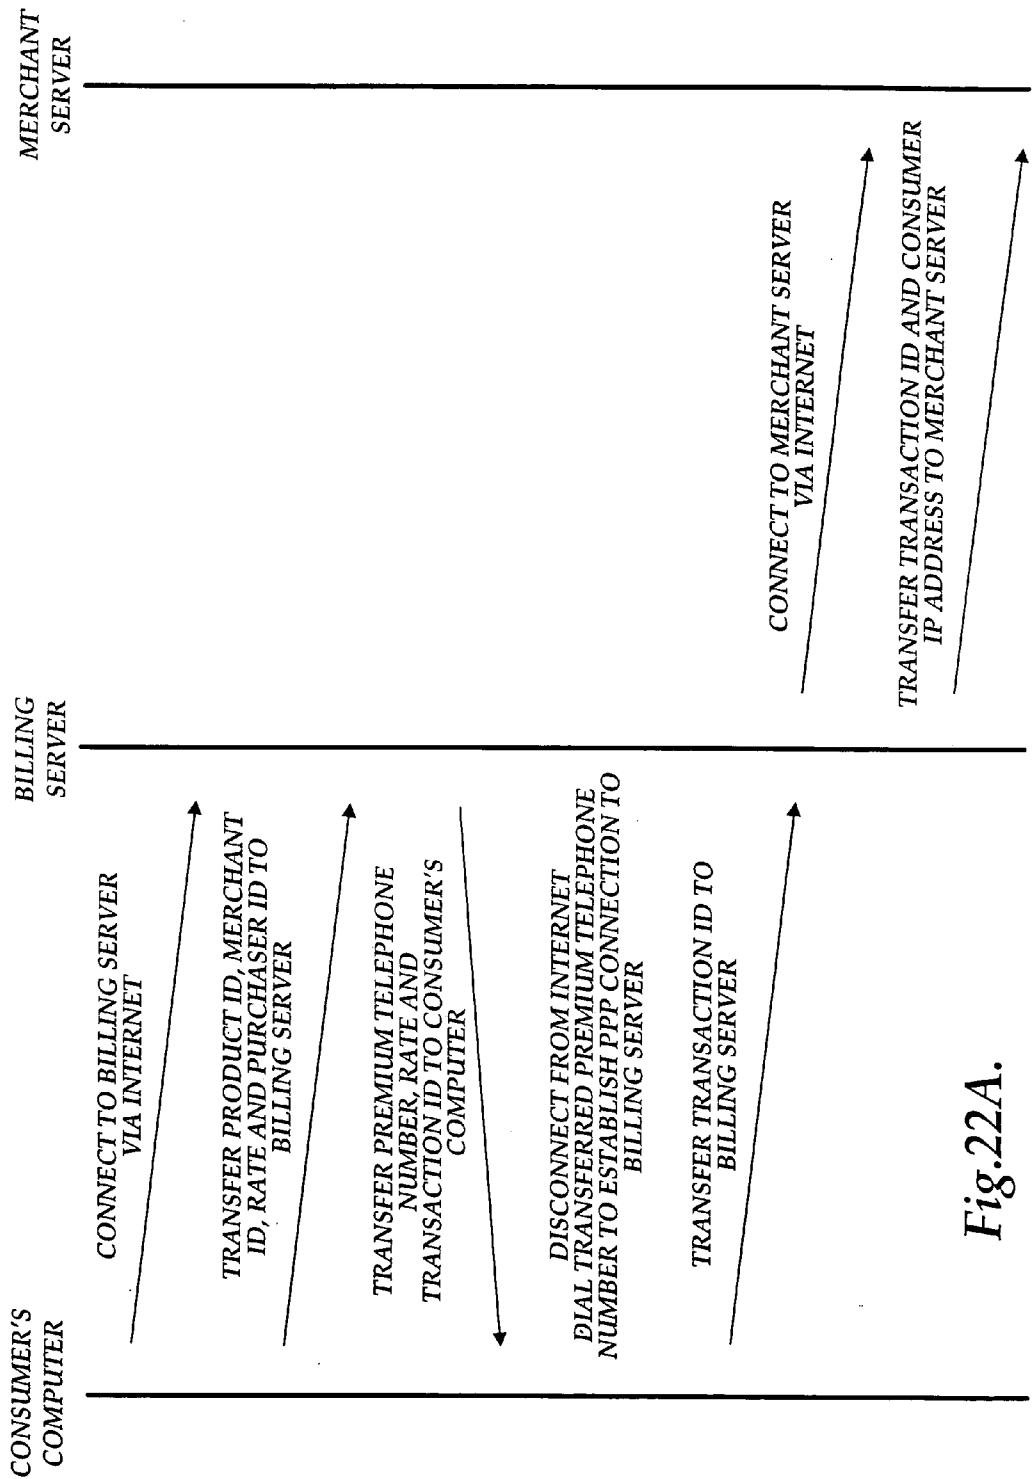 CONSUMER'S
COMPUTER
BILLING
SERVER
MERCHANT
SERVER
CONNECT TO BILLING SERVER
VIA INTERNET
TRANSFER PRODUCT ID, MERCHANT
ID, RATE AND PURCHASER ID TO
BILLING SERVER
TRANSFER PREMIUM TELEPHONE
NUMBER, RATE AND
TRANSACTION ID TO CONSUMER'S
COMPUTER
DISCONNECT FROM INTERNET
DIAL TRANSFERRED PREMIUM TELEPHONE
NUMBER TO ESTABLISH PPP CONNECTION TO
BILLING SERVER
TRANSFER TRANSACTION ID TO
BILLING SERVER
CONNECT TO MERCHANT SERVER
VIA INTERNET
TRANSFER TRANSACTION ID AND CONSUMER
IP ADDRESS TO MERCHANT SERVER
Fig.22A.